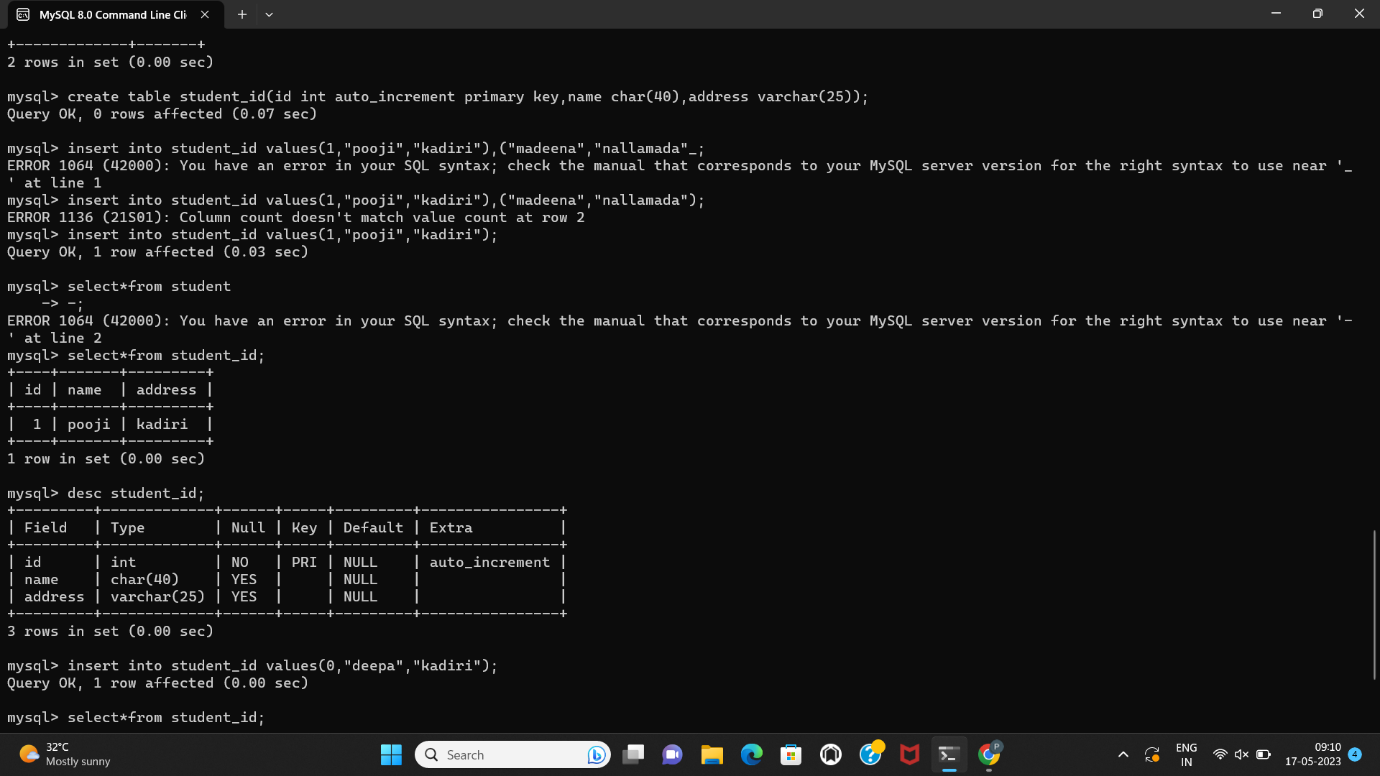 MySQL 8.0 Command Line Cli
+-------------+-------+
2 rows in set (0.00 sec)
mysql> create table student_id(id int auto_increment primary key,name char(40),address varchar(25));
Query OK, 0 rows affected (0.07 sec)
mysql> insert into student_id values(1,"pooji","kadiri"),("madeena","nallamada"_;
ERROR 1064 (42000): You have an error in your SQL syntax; check the manual that corresponds to your MySQL server version for the right syntax to use near '_
' at line 1
mysql> insert into student_id values(1,"pooji","kadiri"),("madeena","nallamada");
ERROR 1136 (21S01): Column count doesn't match value count at row 2
mysql> insert into student_id values(1,"pooji","kadiri");
Query OK, 1 row affected (0.03 sec)
mysql> select*from student
    -> -;
ERROR 1064 (42000): You have an error in your SQL syntax; check the manual that corresponds to your MySQL server version for the right syntax to use near '-
' at line 2
mysql> select*from student_id;
+----+-------+---------+
| id | name  | address |
+----+-------+---------+
|  1 | pooji | kadiri  |
+----+-------+---------+
1 row in set (0.00 sec)
mysql> desc student_id;
+---------+-------------+------+-----+---------+----------------+
| Field   | Type        | Null | Key | Default | Extra          |
+---------+-------------+------+-----+---------+----------------+
| id      | int         | NO   | PRI | NULL    | auto_increment |
| name    | char(40)    | YES  |     | NULL    |                |
| address | varchar(25) | YES  |     | NULL    |                |
+---------+-------------+------+-----+---------+----------------+
3 rows in set (0.00 sec)
mysql> insert into student_id values(0,"deepa","kadiri");
Query OK, 1 row affected (0.00 sec)
mysql> select*from student_id;
32°C
Mostly sunny
Search
P
ENG
IN
09:10
17-05-2023
4